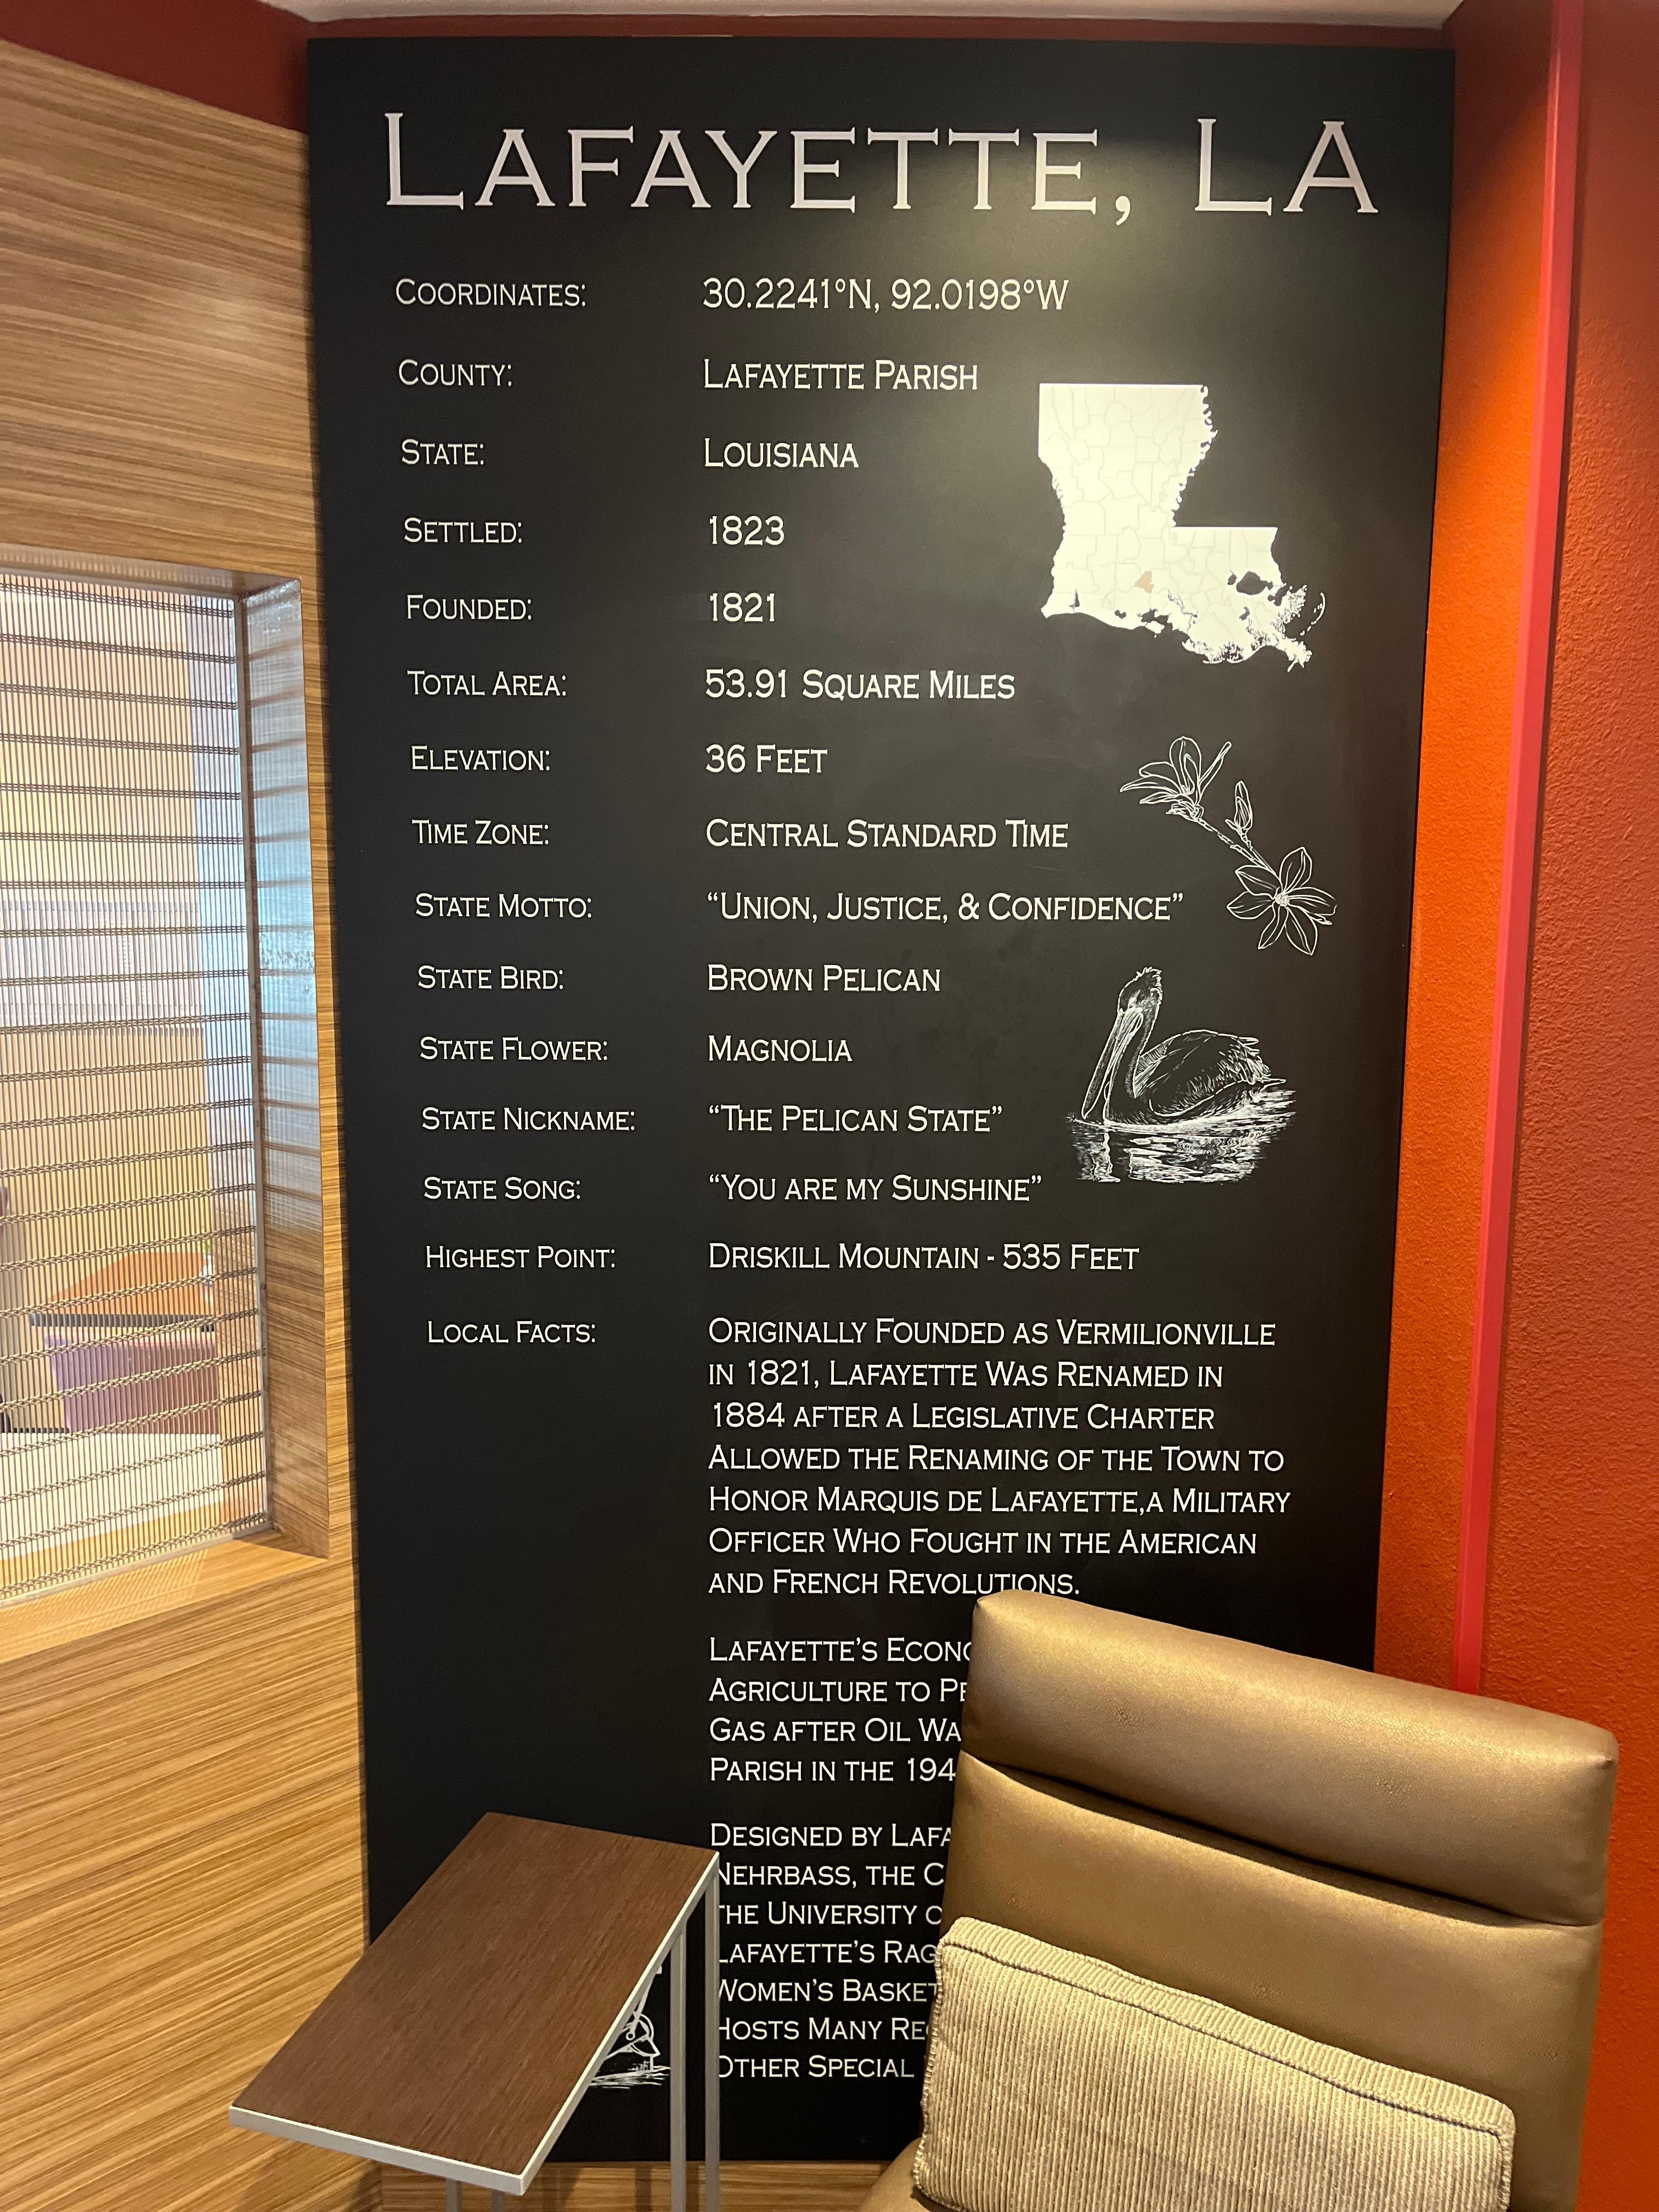 LAFAYETTE, LA
COORDINATES: 30.2241°N, 92.0198°W
COUNTY: LAFAYETTE PARISH
STATE: LOUISIANA
SETTLED: 1823
FOUNDED: 1821
TOTAL AREA: 53.91 SQUARE MILES
ELEVATION: 36 FEET
TIME ZONE: CENTRAL STANDARD TIME
STATE MOTTO: “UNION, JUSTICE, & CONFIDENCE”
STATE BIRD: BROWN PELICAN
STATE FLOWER: MAGNOLIA
STATE NICKNAME: “THE PELICAN STATE”
STATE SONG: “YOU ARE MY SUNSHINE”
HIGHEST POINT: DRISKILL MOUNTAIN - 535 FEET
LOCAL FACTS: ORIGINALLY FOUNDED AS VERMILIONVILLE
IN 1821, LAFAYETTE WAS RENAMED IN
1884 AFTER A LEGISLATIVE CHARTER
ALLOWED THE RENAMING OF THE TOWN TO
HONOR MARQUIS DE LAFAYETTE,A MILITARY
OFFICER WHO FOUGHT IN THE AMERICAN
AND FRENCH REVOLUTIONS.
LAFAYETTE’S
AGRICULTURE TO
GAS AFTER OIL
PARISH IN THE
DESIGNED BY
NEHRBASS, THE
THE UNIVERSITY
LAFAYETTE’S
WOMEN’S
HOSTS MANY
OTHER SPECIAL